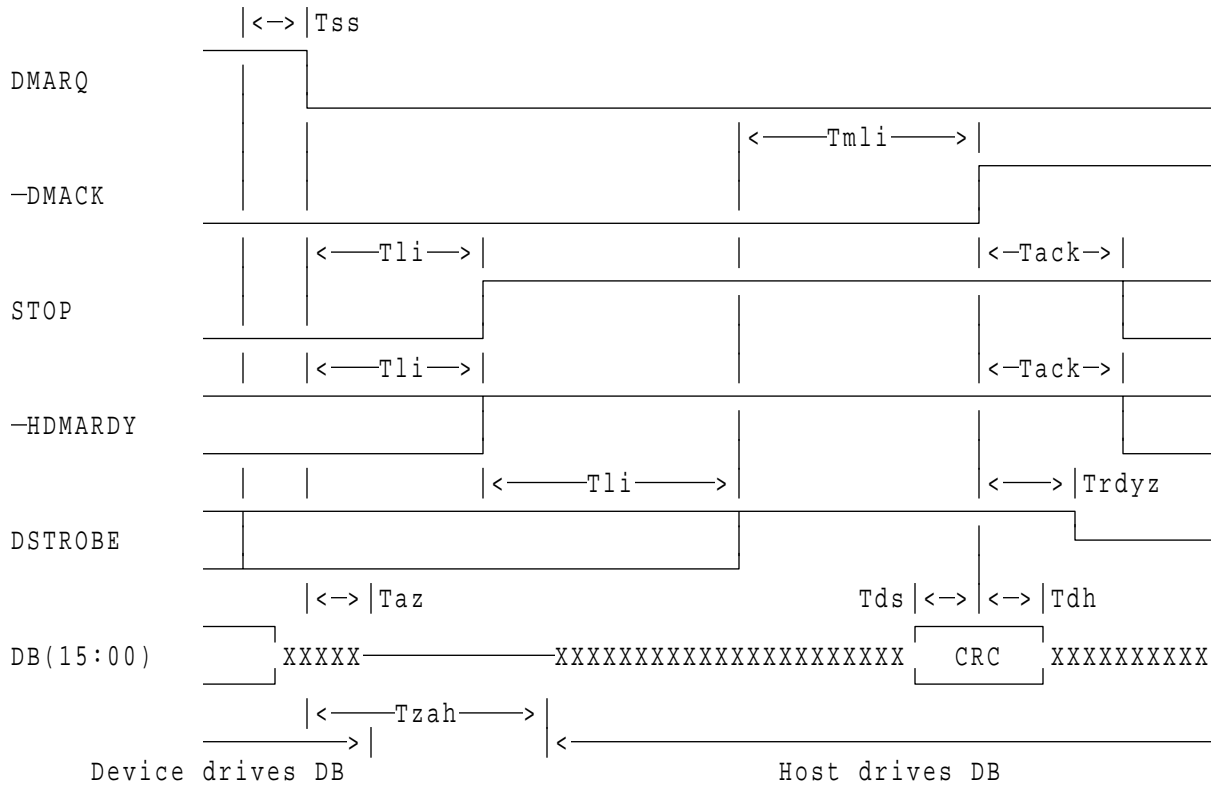 |<—>|Tss
DMARQ
|<——Tmli——>|
—DMACK
|<——Tli——>| |<—Tack—>|
STOP
|<——Tli——>| |<—Tack—>|
—HDMARDY
|<———Tli———>| |<——>|Trdyz
DSTROBE
|<—>|Taz Tds|<—>|<—>|Tdh
DB(15:00) XXXXX————————XXXXXXXXXXXXXXXXXXXXXX CRC XXXXXXXXXX
|<———Tzah———>|
————————>| |<————————
Device drives DB Host drives DB